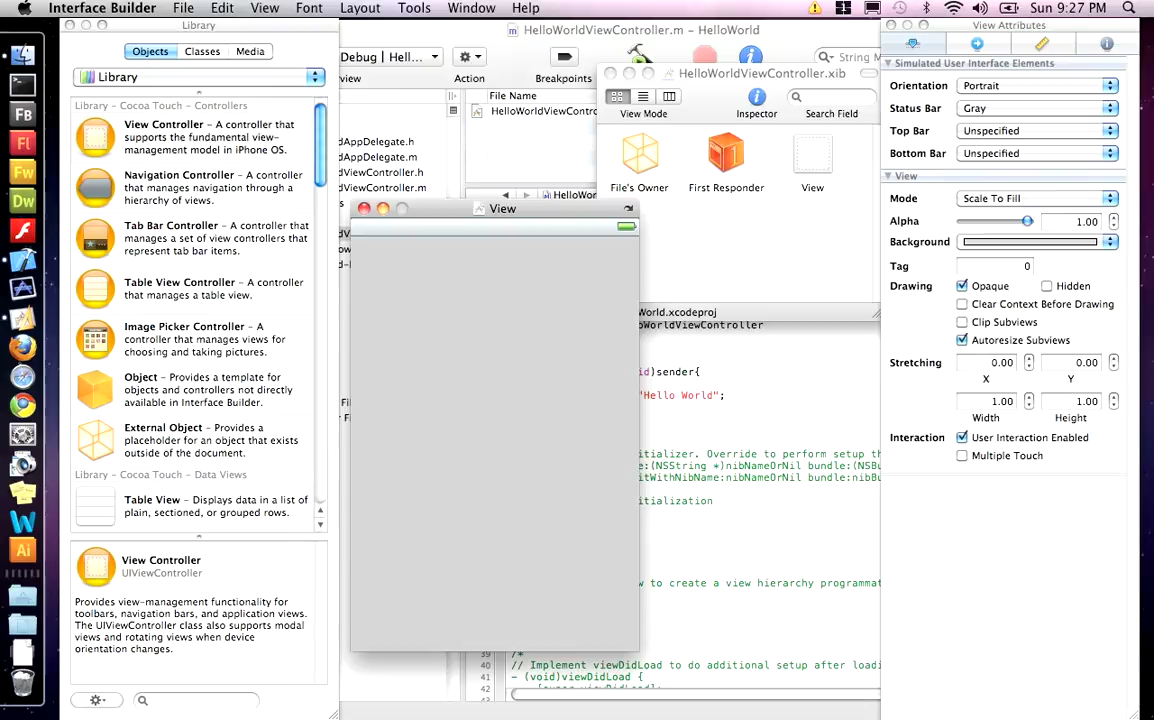 Interface Builder File Edit View Font Layout Tools Window Help
Sun 9:27 PM
Library
Objects Classes Media
Library
Library – Cocoa Touch – Controllers
View Controller – A controller that
supports the fundamental view-
management model in iPhone OS.
Navigation Controller – A
controller that manages navigation through a
hierarchy of views.
Tab Bar Controller – A controller that
manages a set of view controllers that
represent tab bar items.
Table View Controller – A controller
that manages a table view.
Image Picker Controller – A
controller that manages views for
choosing and taking pictures.
Object – Provides a template for
objects and controllers not directly
available in Interface Builder.
External Object – Provides a
placeholder for an object that exists
outside of the document.
Library – Cocoa Touch – Data Views
Table View – Displays data in a list of
plain, sectioned, or grouped rows.
View Controller
UIViewController
Provides view-management functionality for
toolbars, navigation bars, and application views.
The UIViewController class also supports modal
views and rotating views when device
orientation changes.
Fb
Fl
Fw
Dw
W
Ai
HelloWorldViewController.m – HelloWorld
Debug | Hell...
String M
view
Action
Breakpoints
File Name
HelloWorldViewContro
dAppDelegate.h
dAppDelegate.m
dViewController.h
dViewController.m
HelloWor
HelloWorldViewController.xib
View Mode
Inspector
Search Field
File's Owner
First Responder
View
View
World.xcodeproj
oWorldViewController
id)sender{
"Hello World";
itializer. Override to perform setup th
e:(NSString *)nibNameOrNil bundle:(NSBu
itWithNibName:nibNameOrNil bundle:nibBu
itialization
w to create a view hierarchy programmat
39 /*
40 // Implement viewDidLoad to do additional setup after loadi
41 - (void)viewDidLoad {
42 [super viewDidLoad];
View Attributes
Simulated User Interface Elements
Orientation Portrait
Status Bar Gray
Top Bar Unspecified
Bottom Bar Unspecified
View
Mode Scale To Fill
Alpha 1.00
Background
Tag 0
Drawing Opaque Hidden
Clear Context Before Drawing
Clip Subviews
Autoresize Subviews
Stretching 0.00 0.00
X Y
1.00 1.00
Width Height
Interaction User Interaction Enabled
Multiple Touch